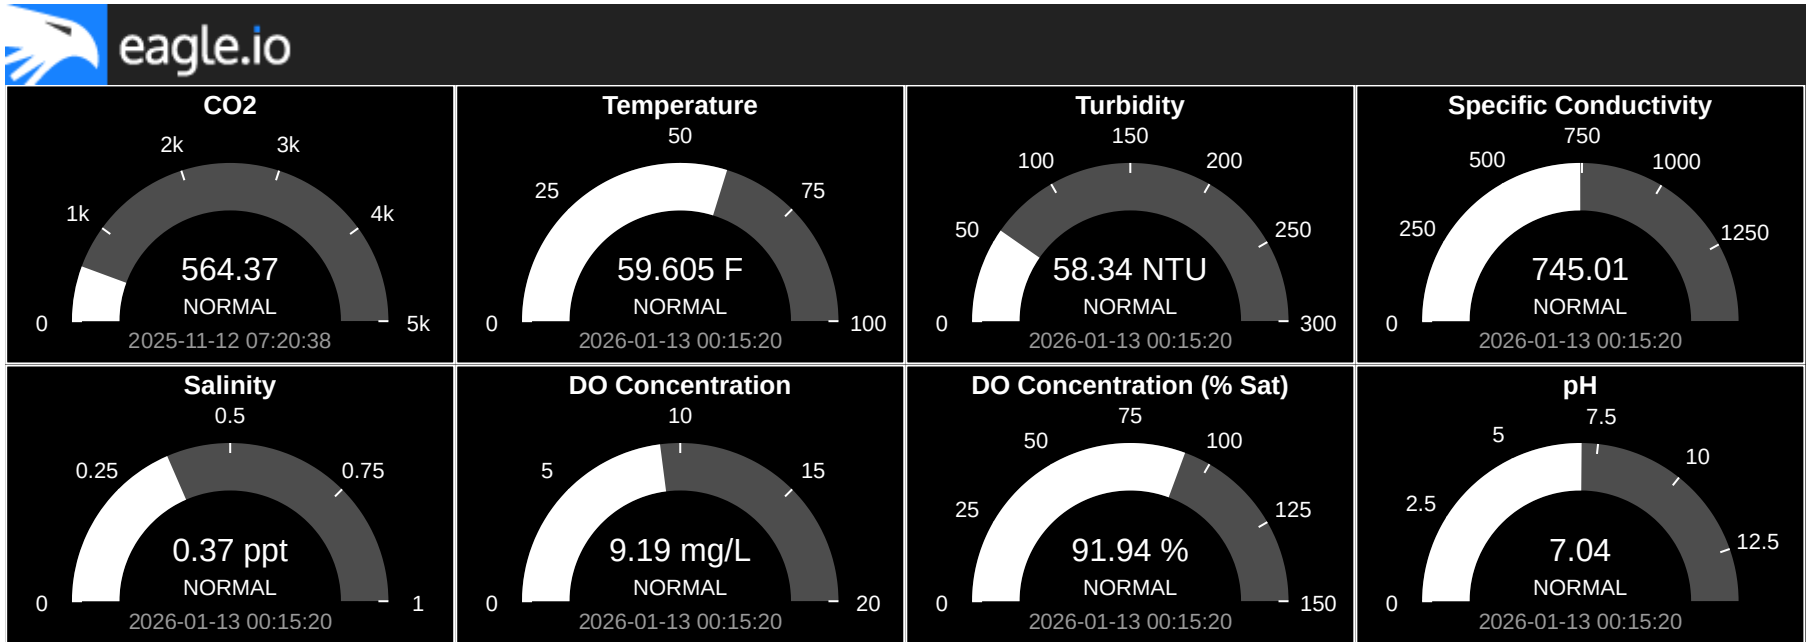 eagle.io
CO2
0
1k
2k
3k
4k
5k
564.37
NORMAL
2025-11-12 07:20:38
Temperature
0
25
50
75
100
59.605 F
NORMAL
2026-01-13 00:15:20
Turbidity
0
50
100
150
200
250
300
58.34 NTU
NORMAL
2026-01-13 00:15:20
Specific Conductivity
0
250
500
750
1000
1250
745.01
NORMAL
2026-01-13 00:15:20
Salinity
0
0.25
0.5
0.75
1
0.37 ppt
NORMAL
2026-01-13 00:15:20
DO Concentration
0
5
10
15
20
9.19 mg/L
NORMAL
2026-01-13 00:15:20
DO Concentration (% Sat)
0
25
50
75
100
125
150
91.94 %
NORMAL
2026-01-13 00:15:20
pH
0
2.5
5
7.5
10
12.5
7.04
NORMAL
2026-01-13 00:15:20